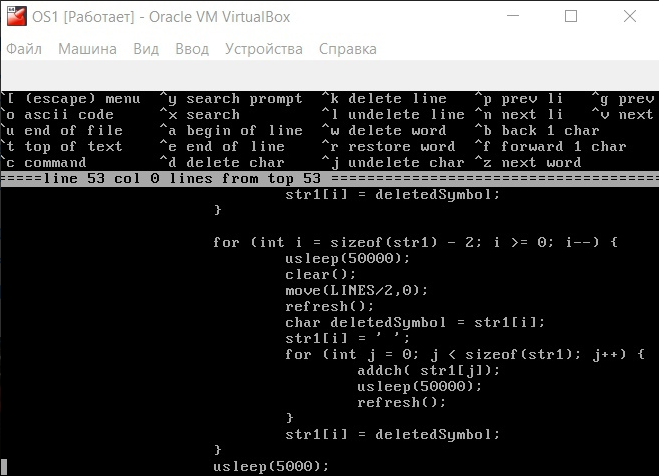 OS1 [Работает] - Oracle VM VirtualBox
Файл Машина Вид Ввод Устройства Справка
^[ (escape) menu ^y search prompt ^k delete line ^p prev li ^g prev
^o ascii code ^x search ^l undelete line ^n next li ^v next
^u end of file ^a begin of line ^w delete word ^b back 1 char
^t top of text ^e end of line ^r restore word ^f forward 1 char
^c command ^d delete char ^j undelete char ^z next word
=====line 53 col 0 lines from top 53 ====================================
str1[i] = deletedSymbol;
}
for (int i = sizeof(str1) - 2; i >= 0; i--) {
usleep(50000);
clear();
move(LINES/2,0);
refresh();
char deletedSymbol = str1[i];
str1[i] = ' ';
for (int j = 0; j < sizeof(str1); j++) {
addch( str1[j]);
usleep(50000);
refresh();
}
str1[i] = deletedSymbol;
}
usleep(5000);